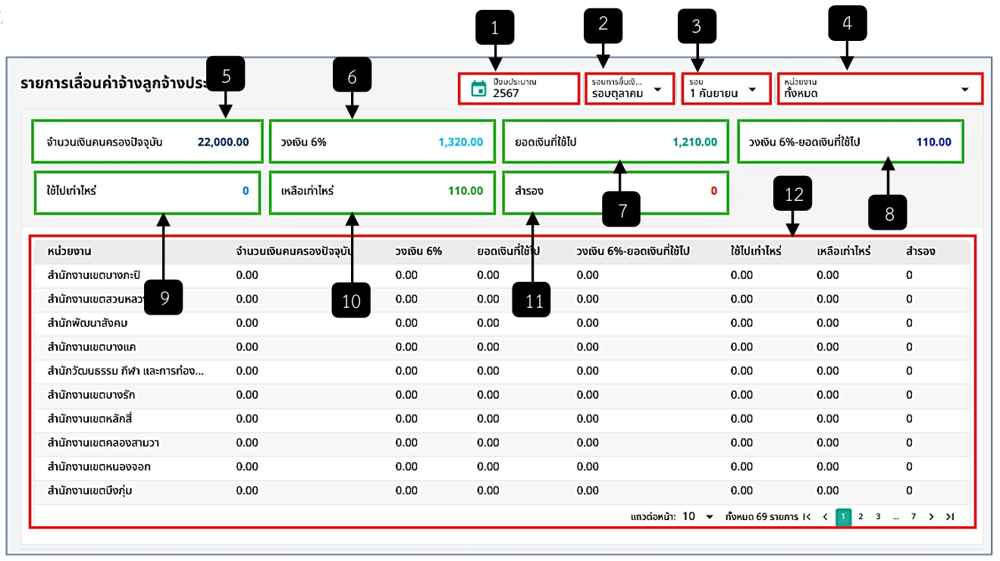 1 2 3 4
5 6
รายการเลื่อนค่าจ้างลูกจ้างประ
ปีงบประมาณ
2567
รอบการขึ้นเงิ...
รอบตุลาคม
รอบ
1 กันยายน
หน่วยงาน
ทั้งหมด
จำนวนเงินคนครองปัจจุบัน 22,000.00
วงเงิน 6% 1,320.00
ยอดเงินที่ใช้ไป 1,210.00
วงเงิน 6%-ยอดเงินที่ใช้ไป 110.00
ใช้ไปเท่าไหร่ 0
เหลือเท่าไหร่ 110.00
สำรอง 0
7 8 12
หน่วยงาน จำนวนเงินคนครองปัจจุบัน วงเงิน 6% ยอดเงินที่ใช้ไป วงเงิน 6%-ยอดเงินที่ใช้ไป ใช้ไปเท่าไหร่ เหลือเท่าไหร่ สำรอง
สำนักงานเขตบางกะปิ 0.00 0.00 0.00 0.00 0.00 0.00 0
9 10 11
สำนักงานเขตสวนหลวง 0.00 0.00 0.00 0.00 0.00 0.00 0
สำนักพัฒนาสังคม 0.00 0.00 0.00 0.00 0.00 0.00 0
สำนักงานเขตบางแค 0.00 0.00 0.00 0.00 0.00 0.00 0
สำนักวัฒนธรรม กีฬา และการท่อง... 0.00 0.00 0.00 0.00 0.00 0.00 0
สำนักงานเขตบางรัก 0.00 0.00 0.00 0.00 0.00 0.00 0
สำนักงานเขตหลักสี่ 0.00 0.00 0.00 0.00 0.00 0.00 0
สำนักงานเขตคลองสามวา 0.00 0.00 0.00 0.00 0.00 0.00 0
สำนักงานเขตหนองจอก 0.00 0.00 0.00 0.00 0.00 0.00 0
สำนักงานเขตบึงกุ่ม 0.00 0.00 0.00 0.00 0.00 0.00 0
แถวต่อหน้า: 10 ทั้งหมด 69 รายการ 1 2 3 ... 7